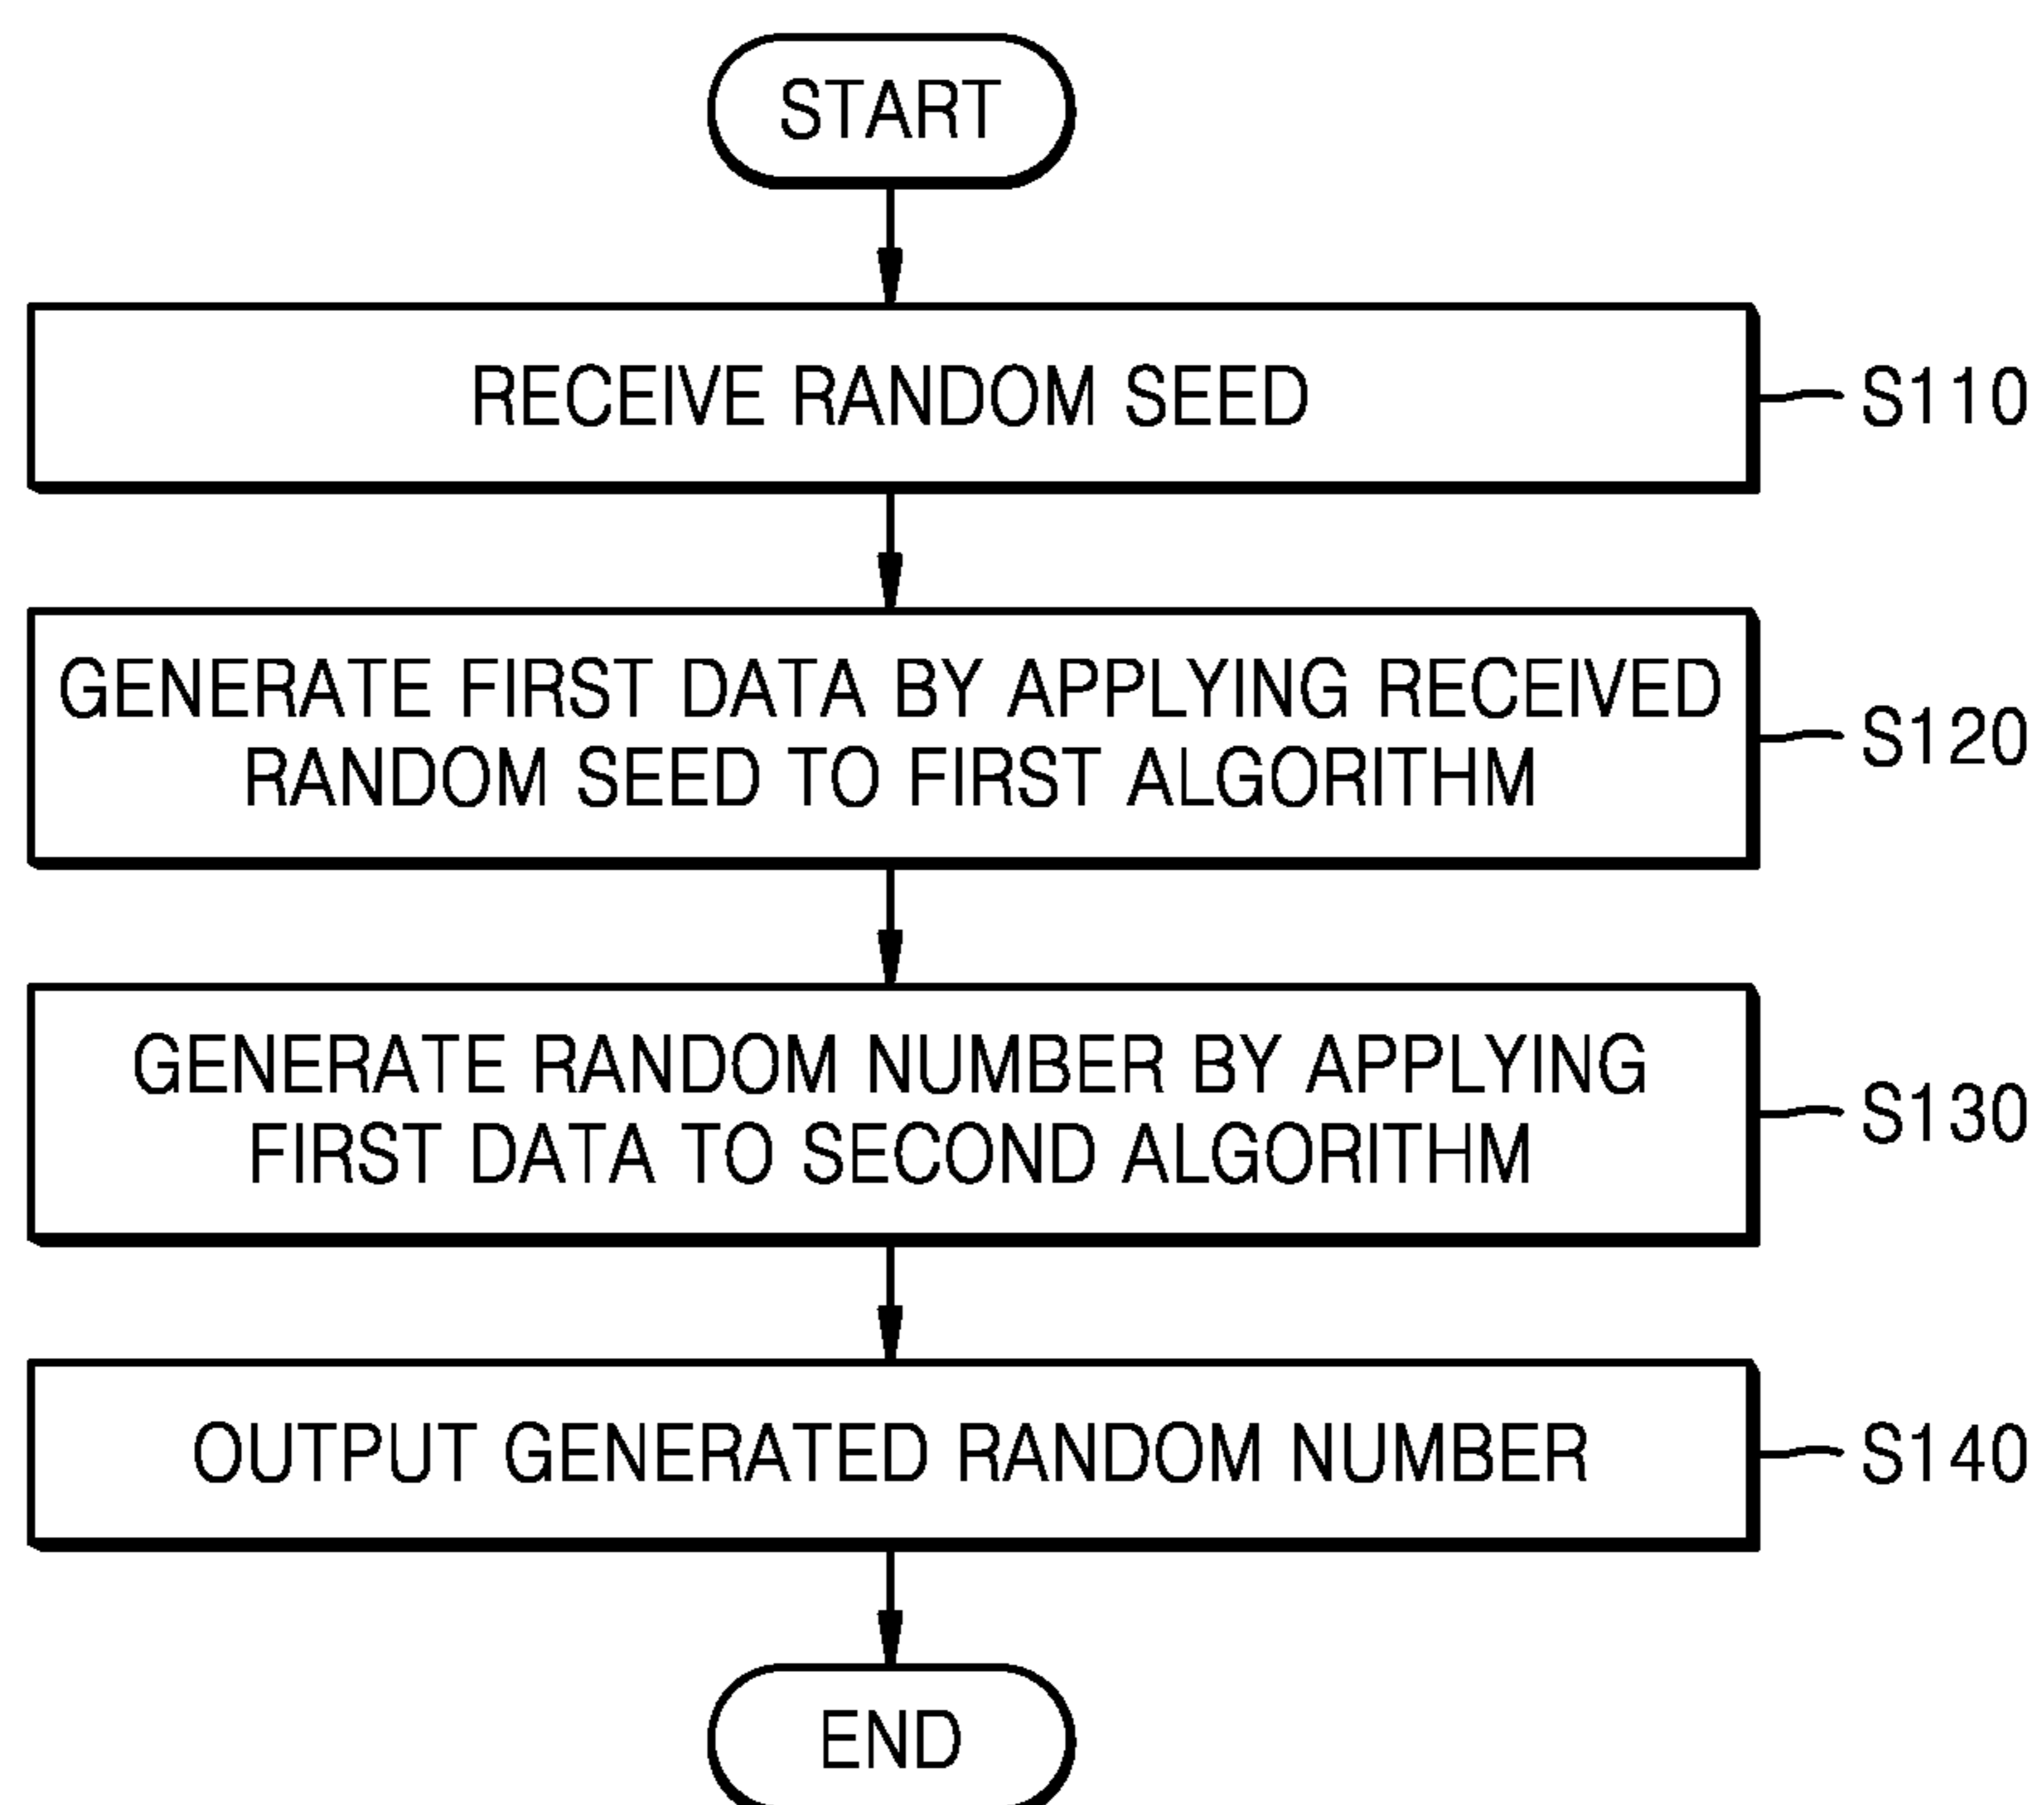 START
RECEIVE RANDOM SEED
S110
GENERATE FIRST DATA BY APPLYING RECEIVED
RANDOM SEED TO FIRST ALGORITHM
S120
GENERATE RANDOM NUMBER BY APPLYING
FIRST DATA TO SECOND ALGORITHM
S130
OUTPUT GENERATED RANDOM NUMBER
S140
END